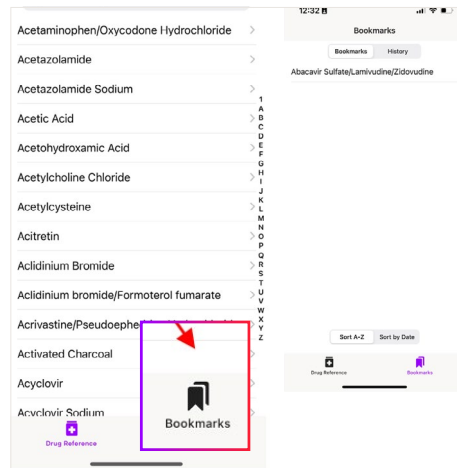 Acetaminophen/Oxycodone Hydrochloride
Acetazolamide
Acetazolamide Sodium
Acetic Acid
Acetohydroxamic Acid
Acetylcholine Chloride
Acetylcysteine
Acitretin
Aclidinium Bromide
Aclidinium bromide/Formoterol fumarate
Acrivastine/Pseudoephe
Activated Charcoal
Acyclovir
Acyclovir Sodium
1
A
B
C
D
E
F
G
H
I
J
K
L
M
N
O
P
Q
R
S
T
U
V
W
X
Y
Z
Bookmarks
Drug Reference
12:32
Bookmarks
Bookmarks History
Abacavir Sulfate/Lamivudine/Zidovudine
Sort A-Z Sort by Date
Drug Reference Bookmarks